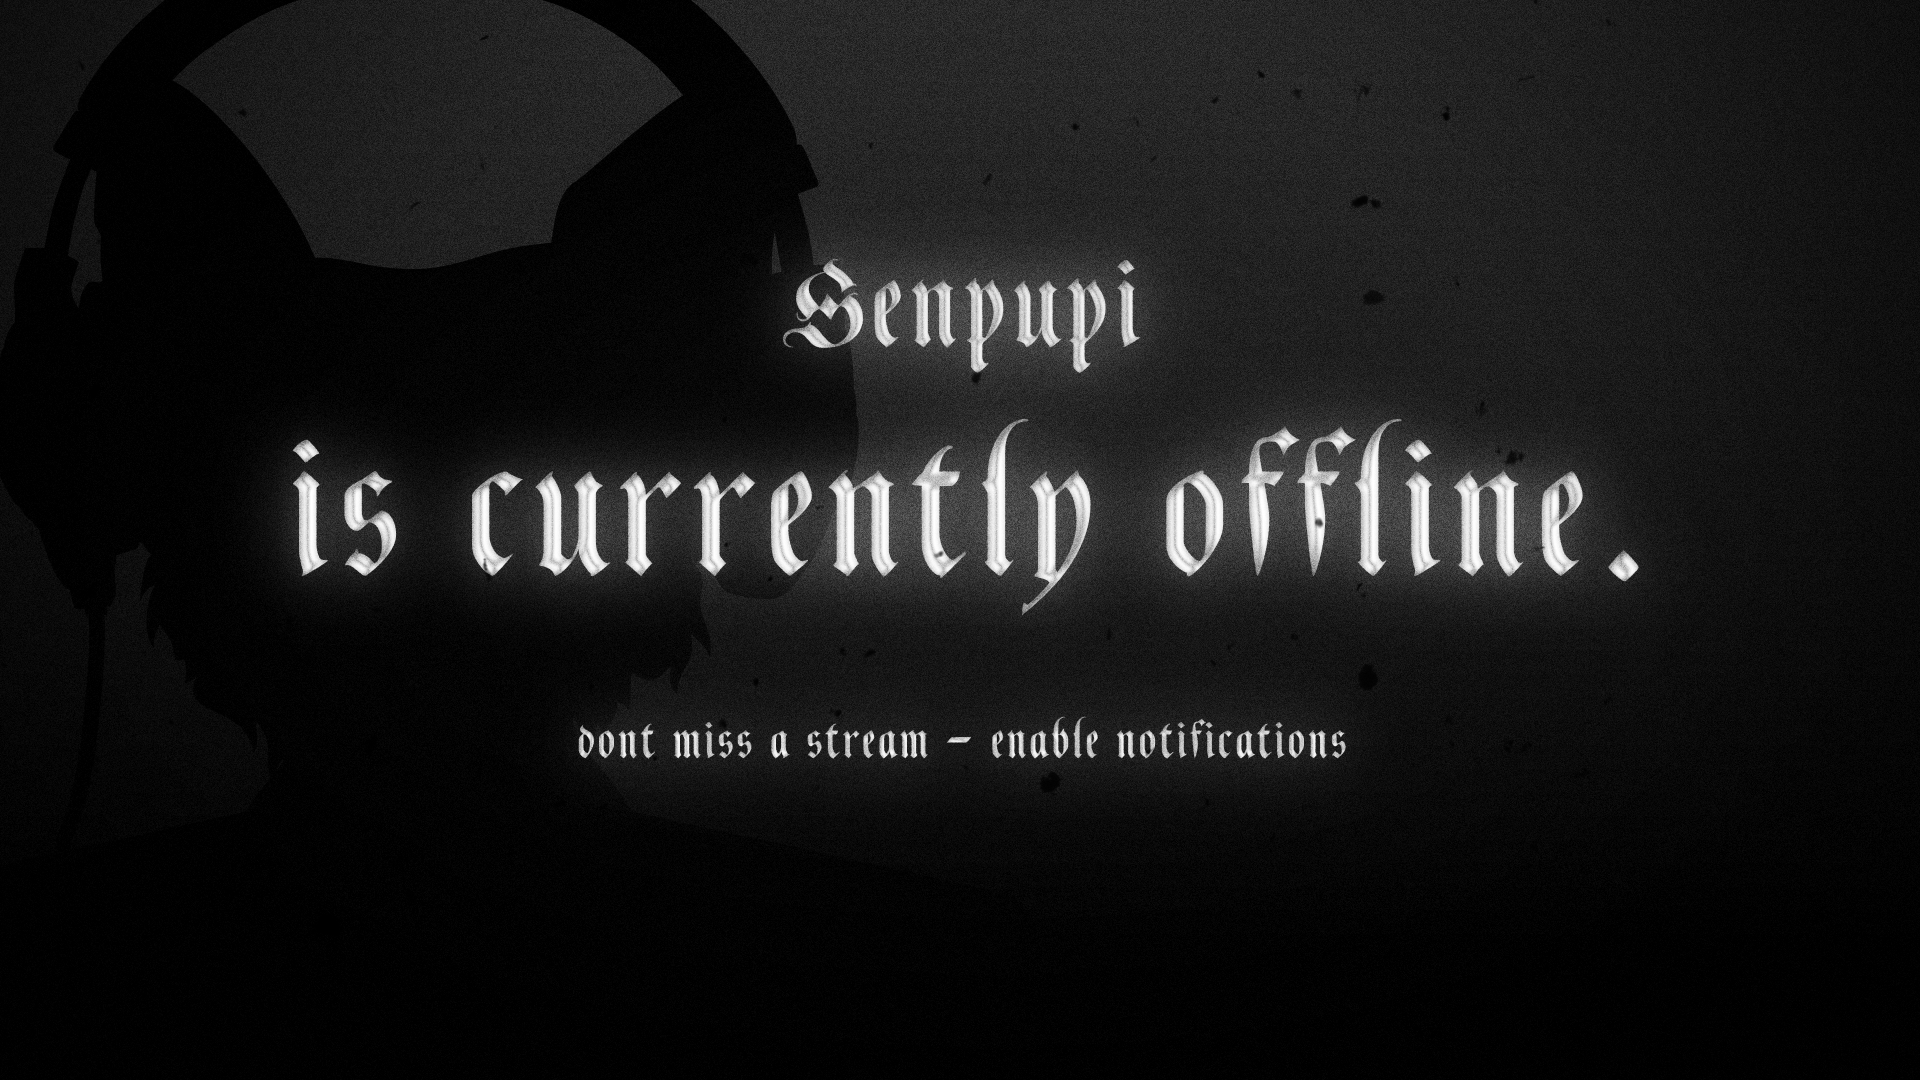 Senpupi
is currently offline.
dont miss a stream - enable notifications